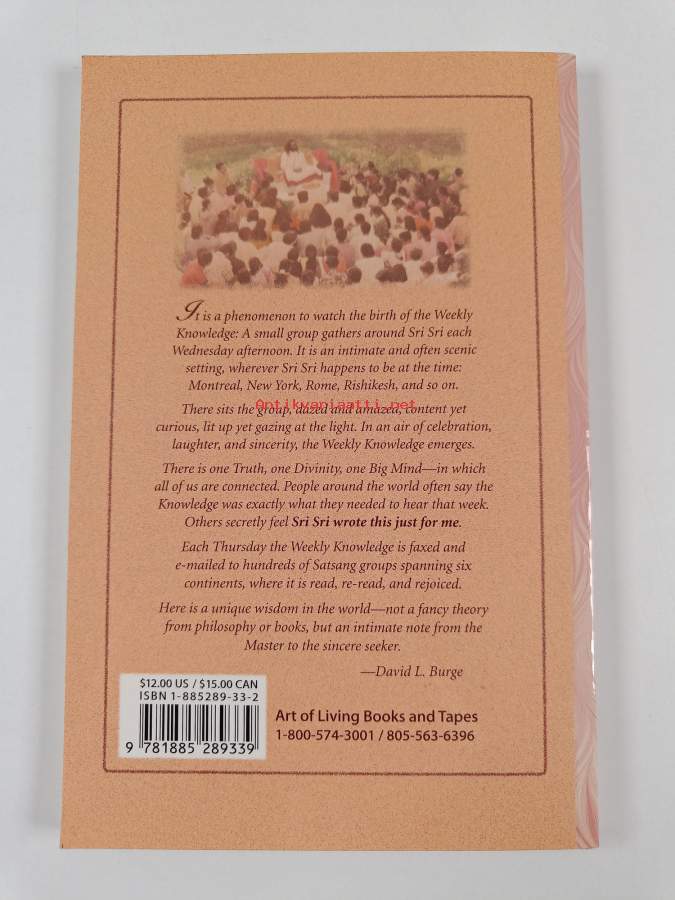 It is a phenomenon to watch the birth of the Weekly
Knowledge: A small group gathers around Sri Sri each
Wednesday afternoon. It is an intimate and often scenic
setting, wherever Sri Sri happens to be at the time:
Montreal, New York, Rome, Rishikesh, and so on.
Antikvariaatti.net
There sits the group, dazed and amazed, content yet
curious, lit up yet gazing at the light. In an air of celebration,
laughter, and sincerity, the Weekly Knowledge emerges.
There is one Truth, one Divinity, one Big Mind—in which
all of us are connected. People around the world often say the
Knowledge was exactly what they needed to hear that week.
Others secretly feel Sri Sri wrote this just for me.
Each Thursday the Weekly Knowledge is faxed and
e-mailed to hundreds of Satsang groups spanning six
continents, where it is read, re-read, and rejoiced.
Here is a unique wisdom in the world—not a fancy theory
from philosophy or books, but an intimate note from the
Master to the sincere seeker.
—David L. Burge
$12.00 US / $15.00 CAN
ISBN 1-885289-33-2
9 781885 289339
Art of Living Books and Tapes
1-800-574-3001 / 805-563-6396